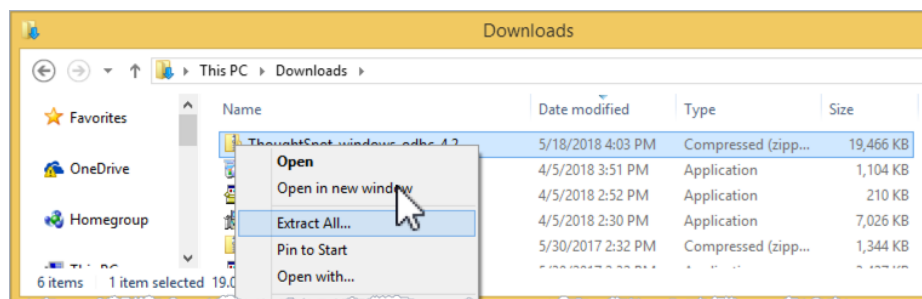 Downloads
This PC Downloads
Favorites
OneDrive
Homegroup
Name Date modified Type Size
ThoughtSpot_windows_odbc_4.2 5/18/2018 4:03 PM Compressed (zipp... 19,466 KB
4/5/2018 3:51 PM Application 1,104 KB
4/5/2018 2:52 PM Application 210 KB
4/5/2018 2:30 PM Application 7,026 KB
5/30/2017 2:32 PM Compressed (zipp... 1,344 KB
Open
Open in new window
Extract All...
Pin to Start
Open with...
6 items 1 item selected 19.0